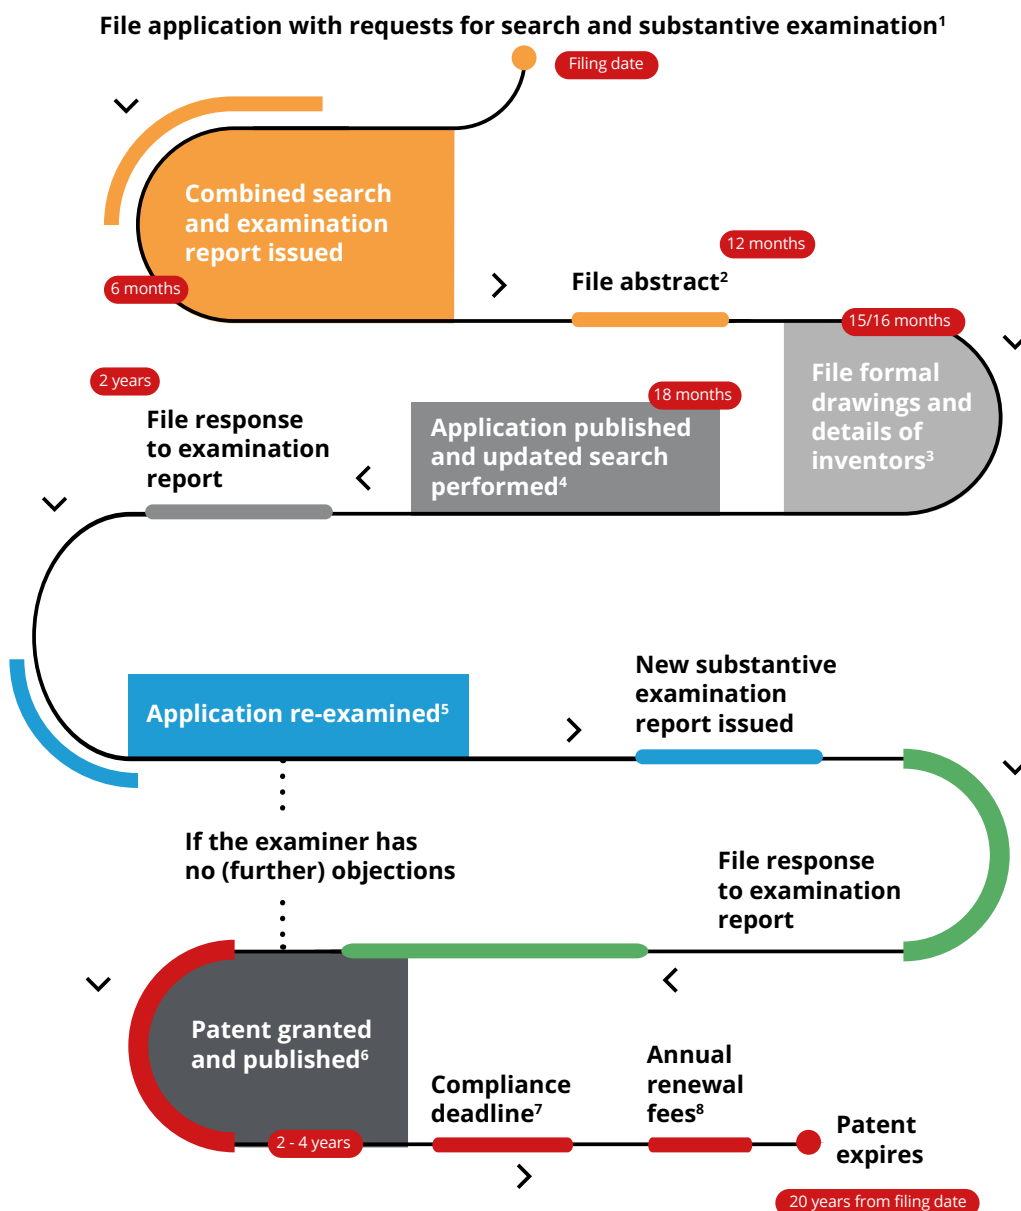 File application with requests for search and substantive examination¹
Filing date
Combined search
and examination
report issued
6 months
12 months
File abstract²
15/16 months
File formal
drawings and
details of
inventors³
18 months
Application published
and updated search
performed⁴
2 years
File response
to examination
report
Application re-examined⁵
New substantive
examination
report issued
If the examiner has
no (further) objections
File response
to examination
report
Patent granted
and published⁶
2 - 4 years
Compliance
deadline⁷
Annual
renewal
fees⁸
Patent
expires
20 years from filing date